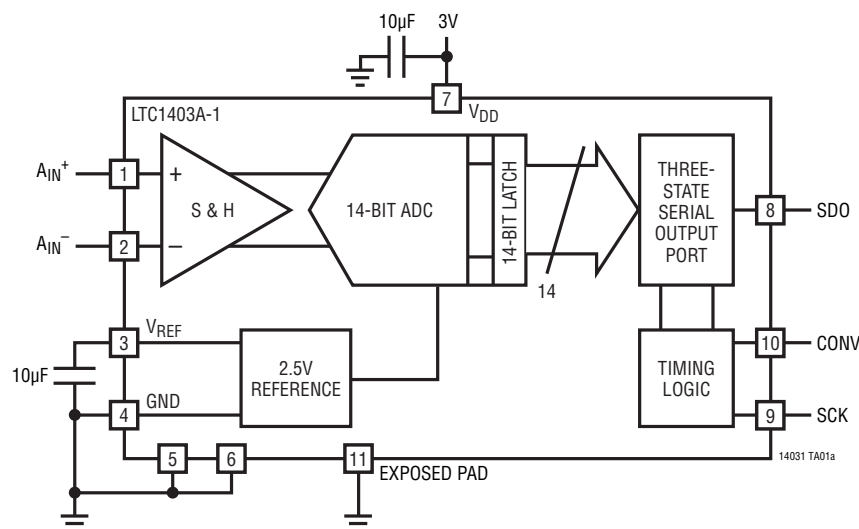 10µF
3V
7
VDD
LTC1403A-1
AIN+
1
+
S & H
AIN–
2
–
14-BIT ADC
14-BIT LATCH
14
THREE-
STATE
SERIAL
OUTPUT
PORT
8
SDO
3
VREF
10µF
4
GND
2.5V
REFERENCE
TIMING
LOGIC
10
CONV
9
SCK
5
6
11
EXPOSED PAD
14031 TA01a